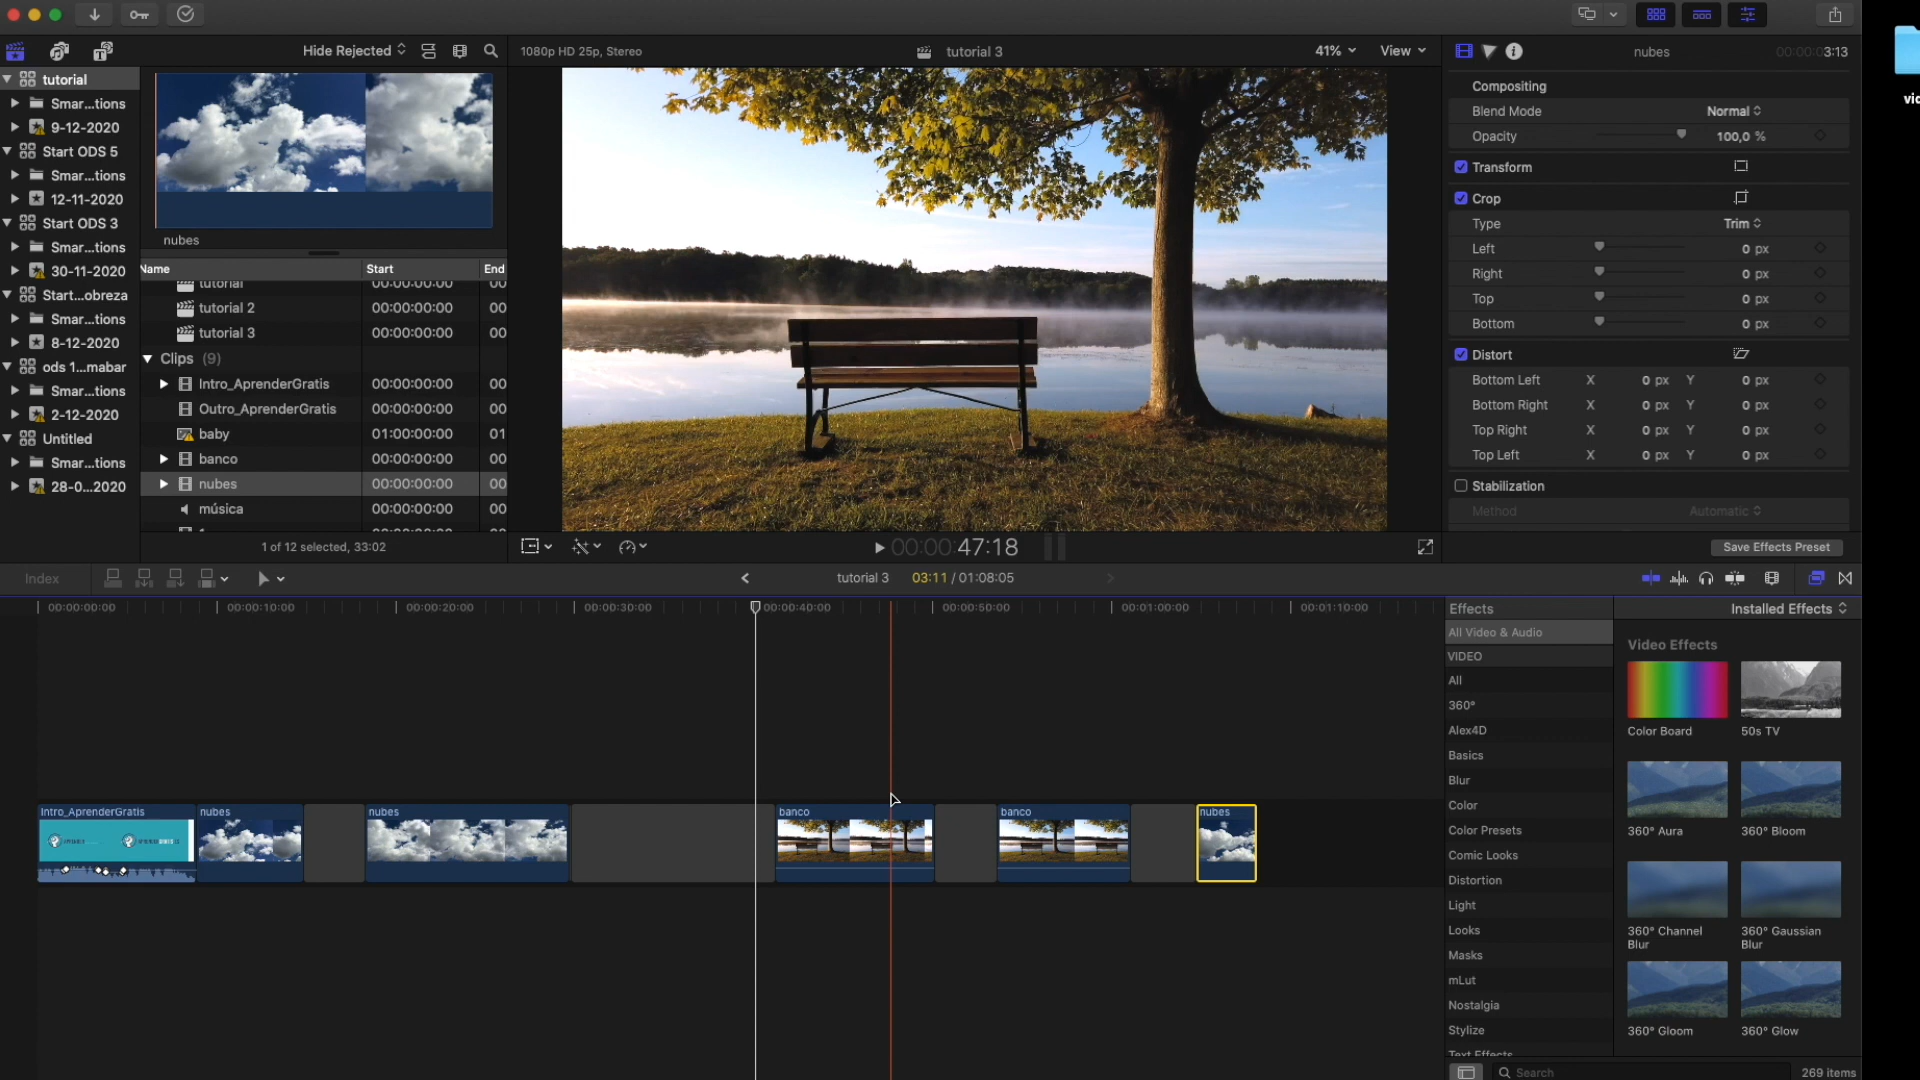 Hide Rejected
1080p HD 25p, Stereo
tutorial 3
41%
View
nubes
00:00:03:13
tutorial
Smar...tions
9-12-2020
Start ODS 5
Smar...tions
12-11-2020
Start ODS 3
Smar...tions
30-11-2020
Start...obreza
Smar...tions
8-12-2020
ods 1...mabar
Smar...tions
2-12-2020
Untitled
Smar...tions
28-0...2020
nubes
Name Start End
tutorial 00:00:00:00 00
tutorial 2 00:00:00:00 00
tutorial 3 00:00:00:00 00
Clips (9)
Intro_AprenderGratis 00:00:00:00 00
Outro_AprenderGratis 00:00:00:00 00
baby 01:00:00:00 01
banco 00:00:00:00 00
nubes 00:00:00:00 00
música 00:00:00:00 00
1 of 12 selected, 33:02
00:00:47:18
Compositing
Blend Mode Normal
Opacity 100,0 %
Transform
Crop
Type Trim
Left 0 px
Right 0 px
Top 0 px
Bottom 0 px
Distort
Bottom Left X 0 px Y 0 px
Bottom Right X 0 px Y 0 px
Top Right X 0 px Y 0 px
Top Left X 0 px Y 0 px
Stabilization
Method Automatic
Save Effects Preset
Index
tutorial 3
03:11 / 01:08:05
00:00:00:00 00:00:10:00 00:00:20:00 00:00:30:00 00:00:40:00 00:00:50:00 00:01:00:00 00:01:10:00
Intro_AprenderGratis nubes nubes banco banco nubes
Effects
Installed Effects
All Video & Audio
VIDEO
All
360°
Alex4D
Basics
Blur
Color
Color Presets
Comic Looks
Distortion
Light
Looks
Masks
mLut
Nostalgia
Stylize
Text Effects
Video Effects
Color Board
50s TV
360° Aura
360° Bloom
360° Channel
Blur
360° Gaussian
Blur
360° Gloom
360° Glow
Search
269 items